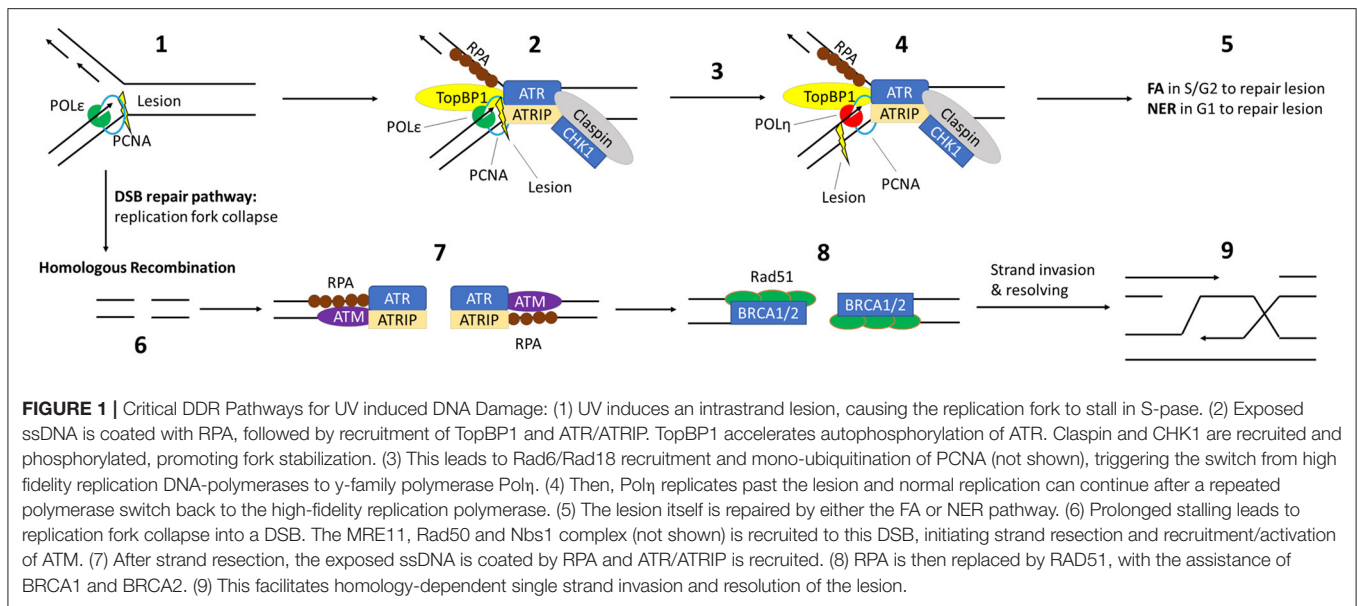 1
2
3
4
5
POLε
Lesion
PCNA
RPA
TopBP1
ATR
ATRIP
Claspin
CHK1
POLε
PCNA
Lesion
RPA
TopBP1
ATR
ATRIP
Claspin
CHK1
POLη
PCNA
Lesion
FA in S/G2 to repair lesion
NER in G1 to repair lesion
DSB repair pathway:
replication fork collapse
Homologous Recombination
6
7
RPA
ATR
ATM
ATRIP
ATR
ATM
ATRIP
RPA
8
Rad51
BRCA1/2
BRCA1/2
Strand invasion
& resolving
9
FIGURE 1 | Critical DDR Pathways for UV induced DNA Damage: (1) UV induces an intrastrand lesion, causing the replication fork to stall in S-pase. (2) Exposed
ssDNA is coated with RPA, followed by recruitment of TopBP1 and ATR/ATRIP. TopBP1 accelerates autophosphorylation of ATR. Claspin and CHK1 are recruited and
phosphorylated, promoting fork stabilization. (3) This leads to Rad6/Rad18 recruitment and mono-ubiquitination of PCNA (not shown), triggering the switch from high
fidelity replication DNA-polymerases to y-family polymerase Polη. (4) Then, Polη replicates past the lesion and normal replication can continue after a repeated
polymerase switch back to the high-fidelity replication polymerase. (5) The lesion itself is repaired by either the FA or NER pathway. (6) Prolonged stalling leads to
replication fork collapse into a DSB. The MRE11, Rad50 and Nbs1 complex (not shown) is recruited to this DSB, initiating strand resection and recruitment/activation
of ATM. (7) After strand resection, the exposed ssDNA is coated by RPA and ATR/ATRIP is recruited. (8) RPA is then replaced by RAD51, with the assistance of
BRCA1 and BRCA2. (9) This facilitates homology-dependent single strand invasion and resolution of the lesion.